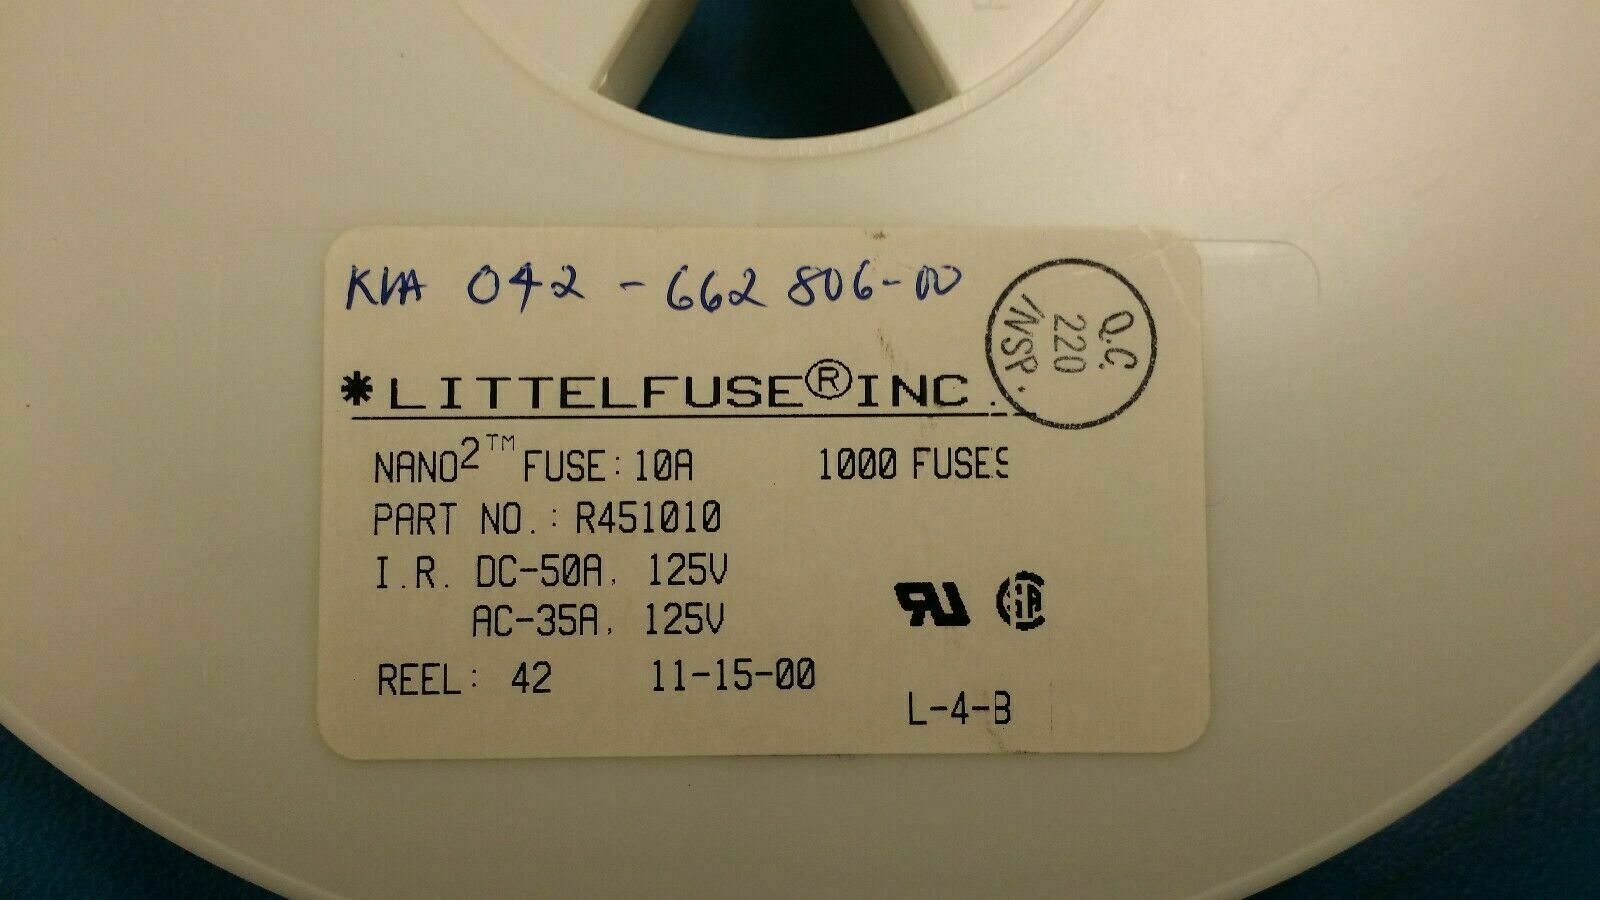 042-662 806-00
Q.C.
220
INSP.
*LITTELFUSE®INC.
NANO2™ FUSE: 10A 1000 FUSES
PART NO.: R451010
I.R. DC-50A, 125V
AC-35A, 125V
REEL: 42 11-15-00
L-4-B